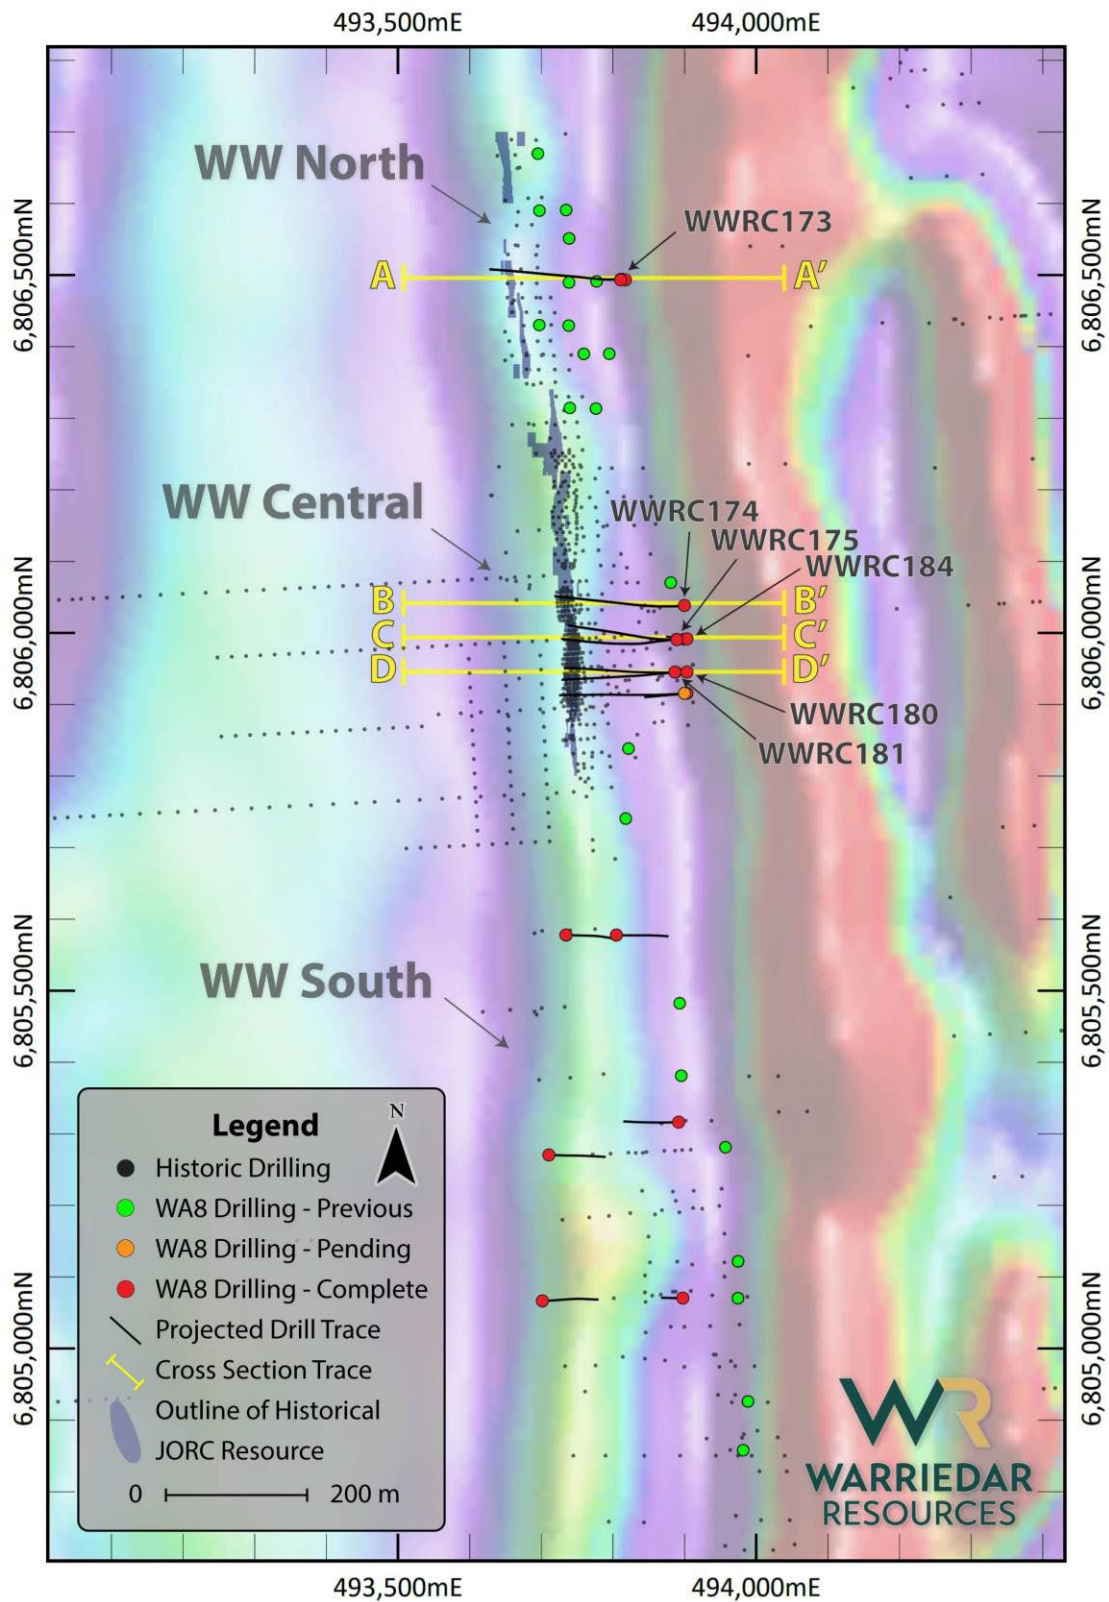 493,500mE 494,000mE
WW North
WWRC173
6,806,500mN
A A’
6,806,500mN
WW Central
WWRC174
WWRC175
WWRC184
6,806,000mN
B B’
C C’
D D’
6,806,000mN
WWRC180
WWRC181
6,805,500mN
WW South
6,805,500mN
Legend
N
Historic Drilling
WA8 Drilling - Previous
WA8 Drilling - Pending
WA8 Drilling - Complete
Projected Drill Trace
Cross Section Trace
Outline of Historical
JORC Resource
0 200 m
6,805,000mN
6,805,000mN
WR
WARRIEDAR
RESOURCES
493,500mE 494,000mE